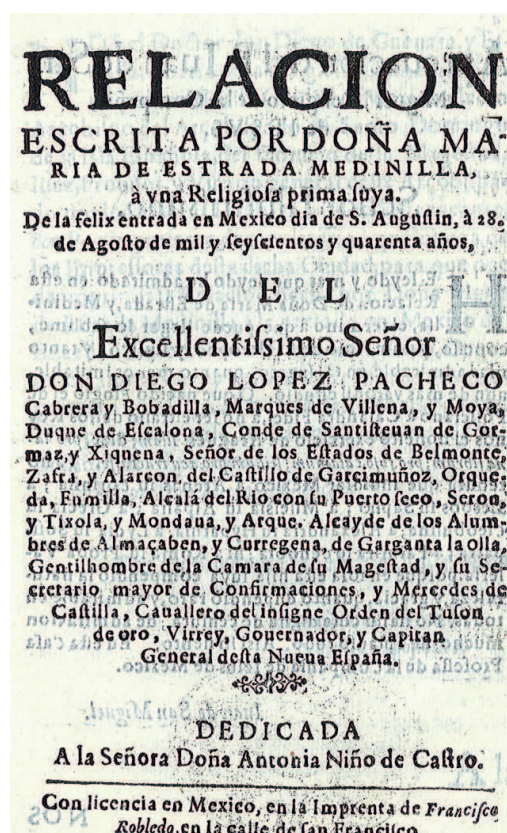 RELACION
ESCRITA POR DOÑA MA-
RIA DE ESTRADA MEDINILLA,
à vna Religioſa prima ſuya.
De la felix entrada en Mexico dia de S. Auguſtin, à 28.
de Agoſto de mil y ſeyſcientos y quarenta años,
DEL
Excellentiſsimo Señor
DON DIEGO LOPEZ PACHECO
Cabrera y Bobadilla, Marques de Villena, y Moya,
Duque de Eſcalona, Conde de Santiſteuan de Gor-
maz, y Xiquena, Señor de los Eſtados de Belmonte,
Zafra, y Alarcon, del Caſtillo de Garcimuñoz, Orque-
da, Fumilla, Alcalá del Rio con ſu Puerto ſeco, Seron,
y Tixola, y Mondaua, y Arque. Alcayde de los Alum-
bres de Almaçaben, y Curregena, de Garganta la olla,
Gentilhombre de la Camara de ſu Mageſtad, y ſu Se-
cretario mayor de Confirmaciones, y Mercedes de
Caſtilla, Cauallero del inſigne Orden del Tuſon
de oro, Virrey, Gouernador, y Capitan
General deſta Nueua Eſpaña.
DEDICADA
A la Señora Doña Antonia Niño de Caſtro.
Con licencia en Mexico, en la Imprenta de Franciſco
Robledo, en la calle de ſan Franciſco